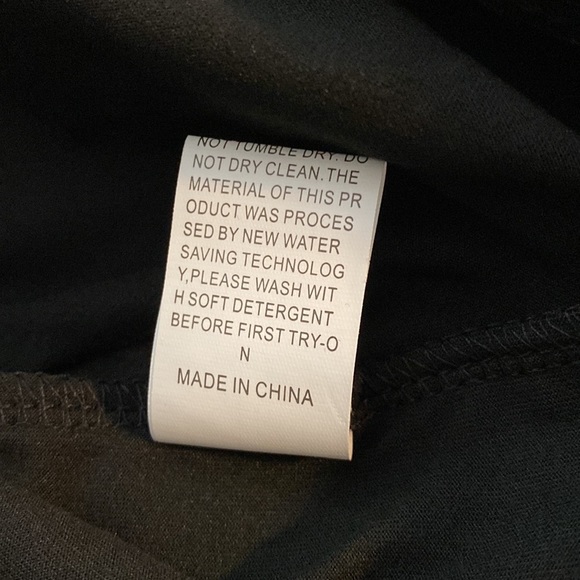 NOT TUMBLE DRY. DO
NOT DRY CLEAN.THE
MATERIAL OF THIS PR
ODUCT WAS PROCES
SED BY NEW WATER
SAVING TECHNOLOG
Y,PLEASE WASH WIT
H SOFT DETERGENT
BEFORE FIRST TRY-O
N
MADE IN CHINA